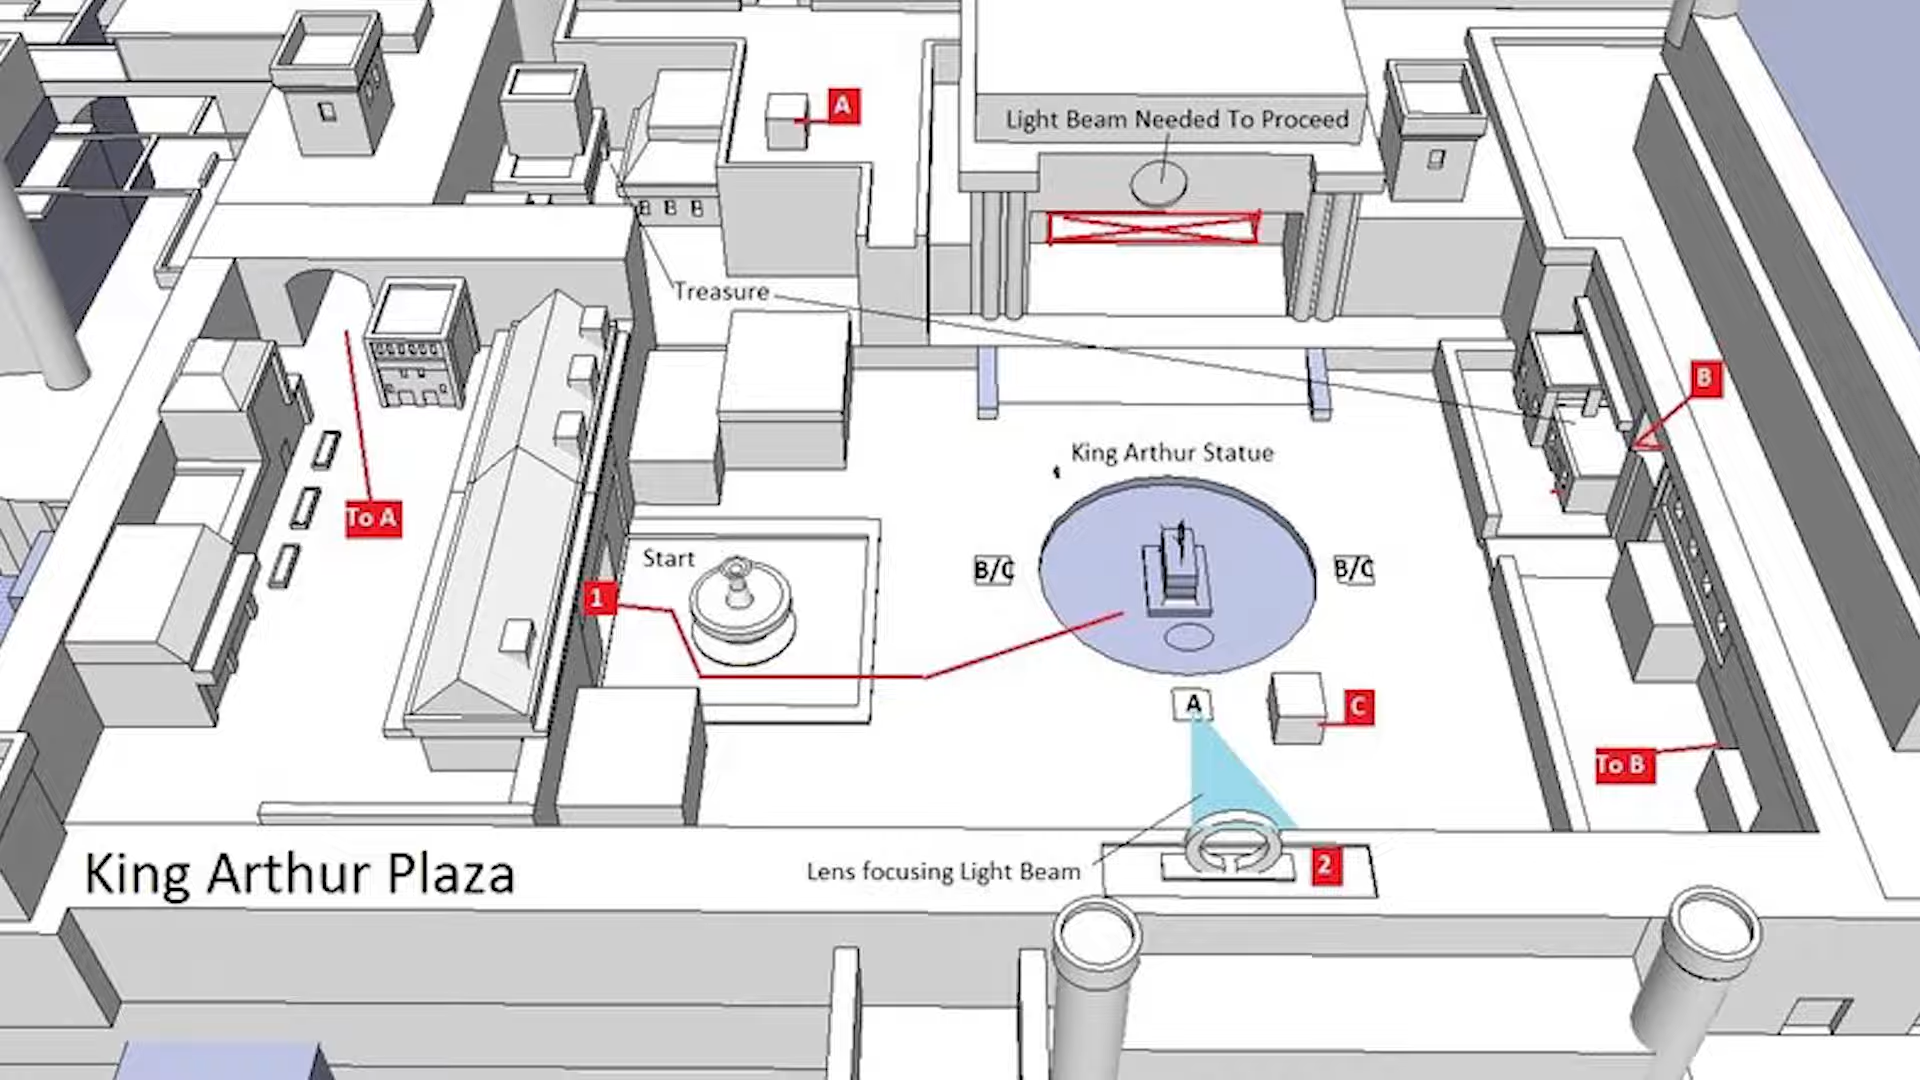 A
Light Beam Needed To Proceed
Treasure
B
King Arthur Statue
To A
Start
B/C
B/C
1
A
C
To B
Lens focusing Light Beam
2
King Arthur Plaza